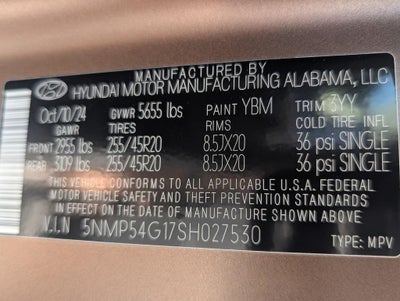 MANUFACTURED BY
HYUNDAI MOTOR MANUFACTURING ALABAMA, LLC
Oct/10/24 GVWR 5655 lbs PAINT YBM TRIM 3YY
GAWR TIRES RIMS COLD TIRE INFL
FRONT 2955 lbs 255/45R20 8.5JX20 36 psi SINGLE
REAR 3109 lbs 255/45R20 8.5JX20 36 psi SINGLE
THIS VEHICLE CONFORMS TO ALL APPLICABLE U.S.A. FEDERAL
MOTOR VEHICLE SAFETY AND THEFT PREVENTION STANDARDS
IN EFFECT ON THE DATE OF MANUFACTURE SHOWN ABOVE
V.I.N 5NMP54G17SH027530
TYPE: MPV